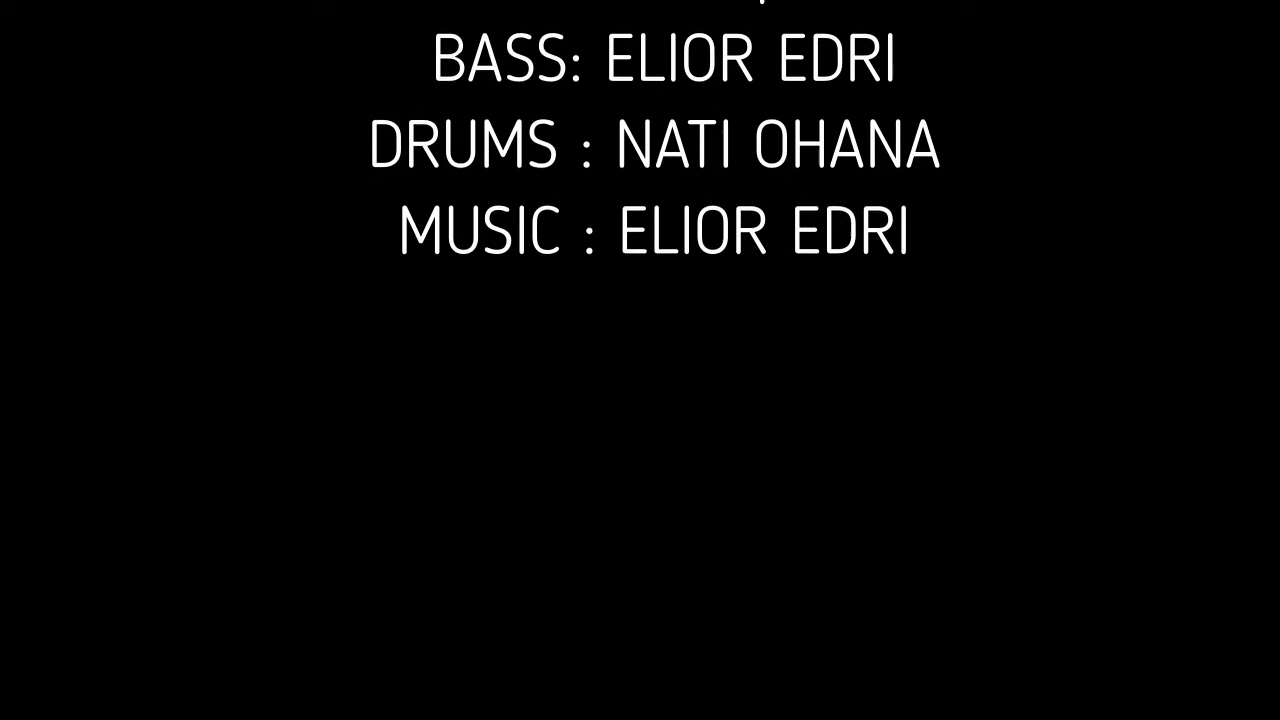 BASS: ELIOR EDRI
DRUMS : NATI OHANA
MUSIC : ELIOR EDRI